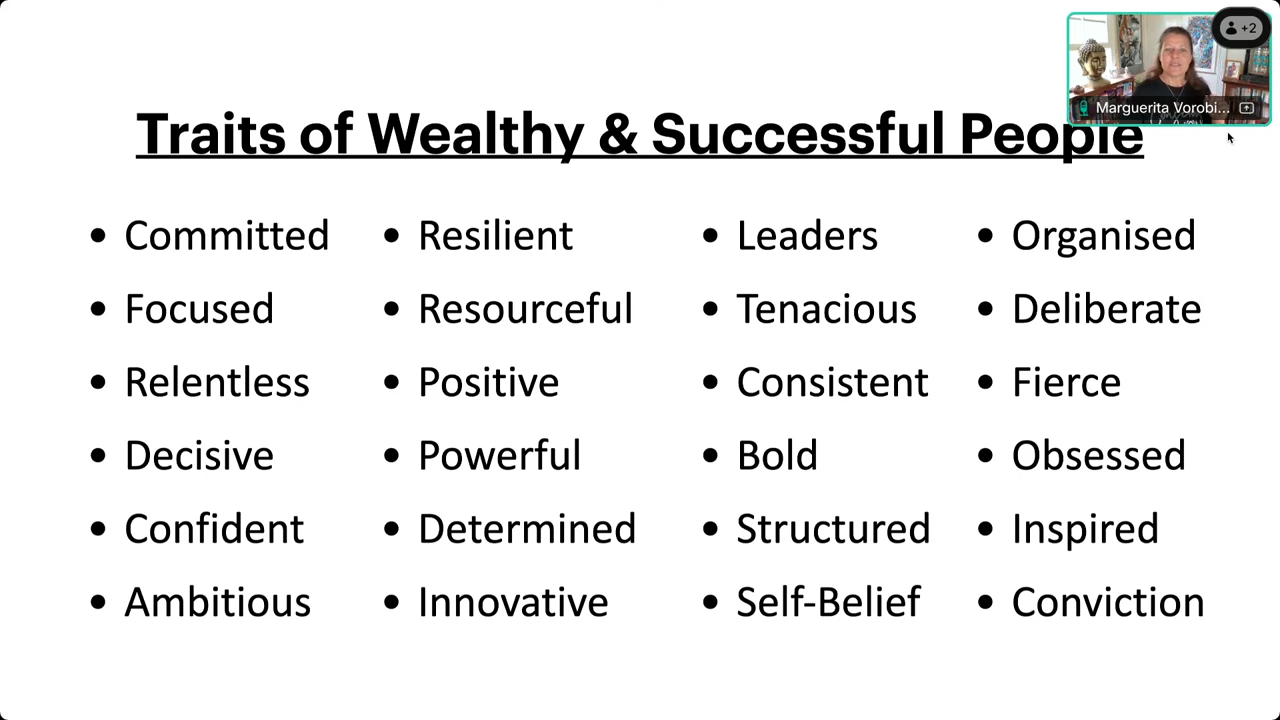 +2
Marguerita Vorobi...
Traits of Wealthy & Successful People
• Committed
• Focused
• Relentless
• Decisive
• Confident
• Ambitious
• Resilient
• Resourceful
• Positive
• Powerful
• Determined
• Innovative
• Leaders
• Tenacious
• Consistent
• Bold
• Structured
• Self-Belief
• Organised
• Deliberate
• Fierce
• Obsessed
• Inspired
• Conviction